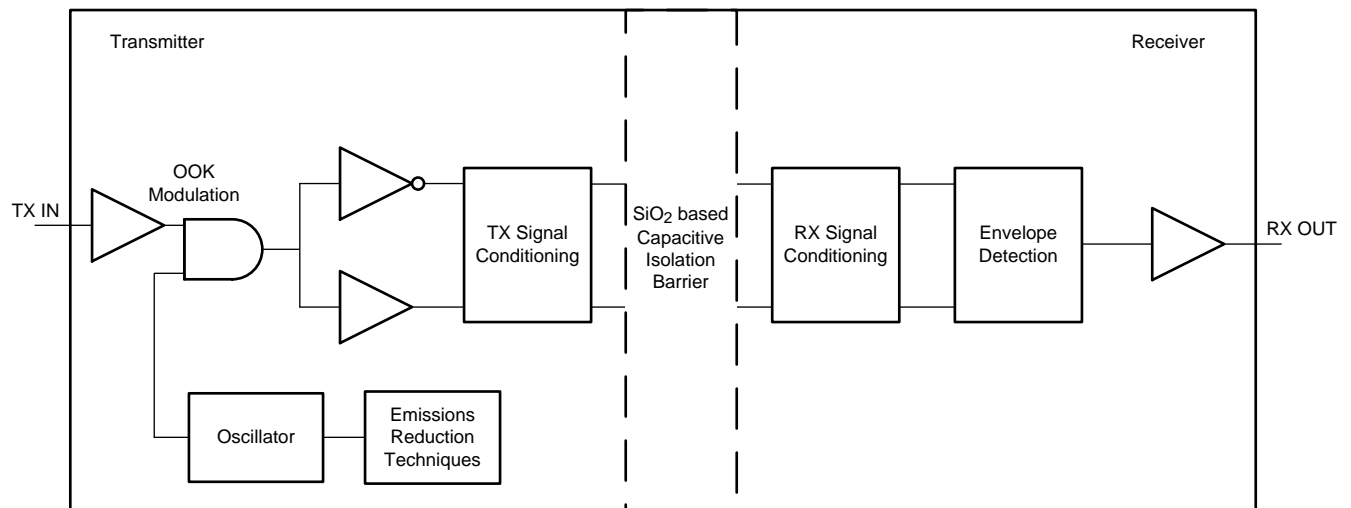 Transmitter
Receiver
OOK
Modulation
TX IN
TX Signal
Conditioning
SiO2 based
Capacitive
Isolation
Barrier
RX Signal
Conditioning
Envelope
Detection
RX OUT
Oscillator
Emissions
Reduction
Techniques